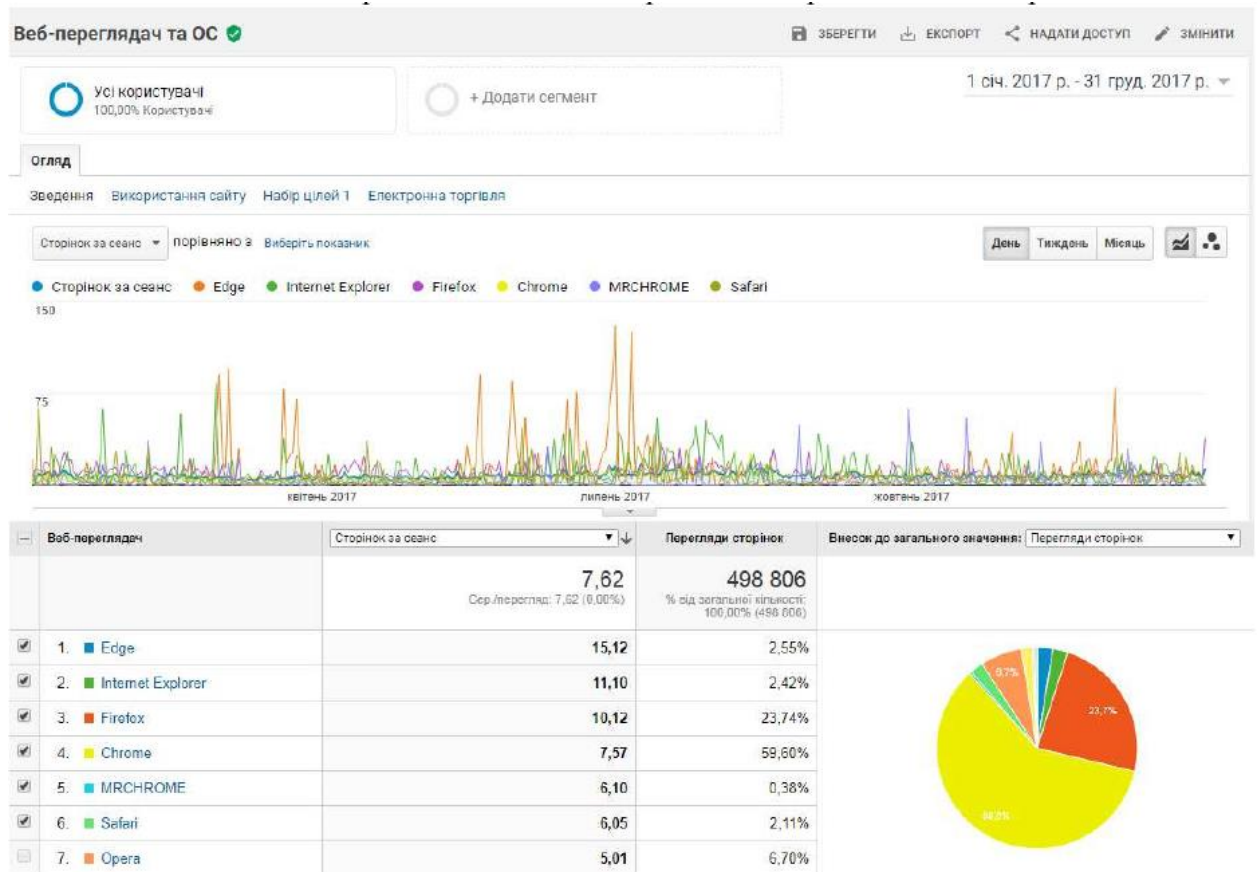 Веб-переглядач та ОС
ЗБЕРЕГТИ ЕКСПОРТ НАДАТИ ДОСТУП ЗМІНИТИ
Усі користувачі
100,00% Користувачі
+ Додати сегмент
1 січ. 2017 р. - 31 груд. 2017 р.
Огляд
Зведення Використання сайту Набір цілей 1 Електронна торгівля
Сторінок за сеанс порівняно з Виберіть показник
День Тиждень Місяць
Сторінок за сеанс Edge Internet Explorer Firefox Chrome MRCHROME Safari
150
75
квітень 2017 липень 2017 жовтень 2017
Веб-переглядач Сторінок за сеанс Перегляди сторінок Внесок до загального значення: Перегляди сторінок
7,62 498 806
Сер./перегляд: 7,62 (0,00%) % від загальної кількості:
100,00% (498 806)
1. Edge 15,12 2,55%
2. Internet Explorer 11,10 2,42%
3. Firefox 10,12 23,74%
4. Chrome 7,57 59,60%
5. MRCHROME 6,10 0,38%
6. Safari 6,05 2,11%
7. Opera 5,01 6,70%
6,7%
23,7%